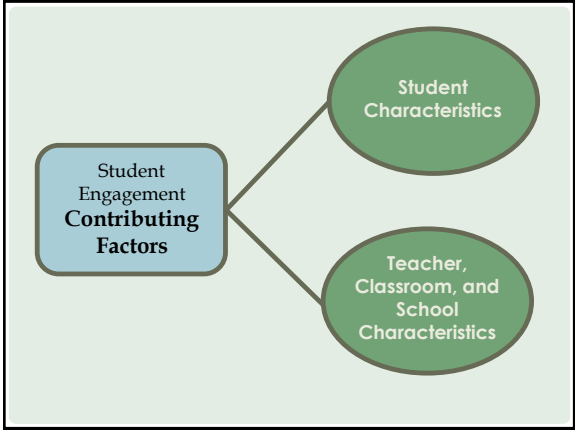 Student
Characteristics
Student
Engagement
Contributing
Factors
Teacher,
Classroom, and
School
Characteristics